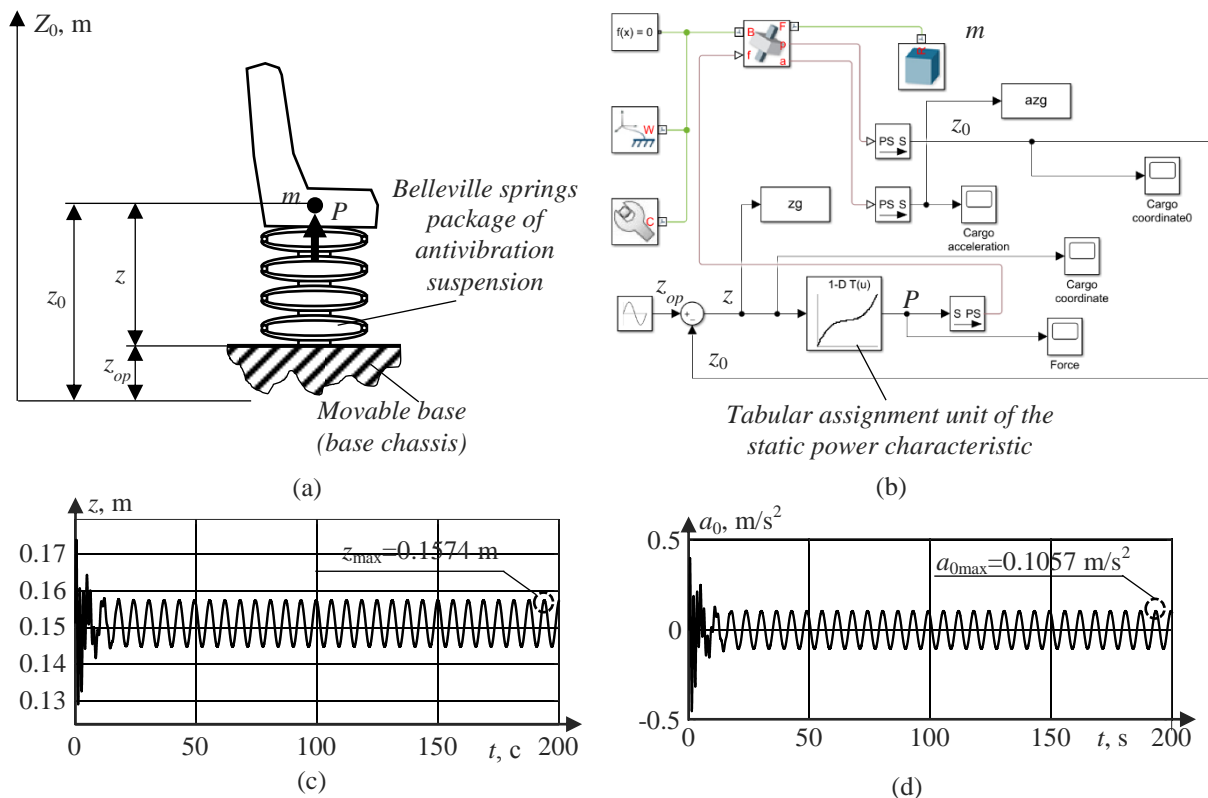 Z0, m
m
P
Belleville springs
package of
antivibration
suspension
z
z0
zop
Movable base
(base chassis)
(a)
f(x) = 0
B
f
F
p
a
m
W
C
azg
z0
PS S
PS S
Cargo
coordinate0
Cargo
acceleration
zg
Cargo
coordinate
zop
z
1-D T(u)
P
S PS
+
−
z0
Force
Tabular assignment unit of the
static power characteristic
(b)
z, m
zmax=0.1574 m
0.17
0.16
0.15
0.14
0.13
0
50
100
150
200
t, c
(c)
a0, m/s2
0.5
a0max=0.1057 m/s2
0
-0.5
0
50
100
150
200
t, s
(d)